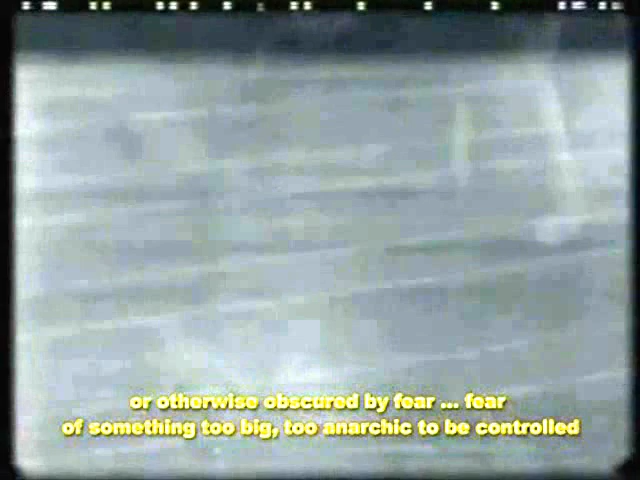 or otherwise obscured by fear ... fear
of something too big, too anarchic to be controlled